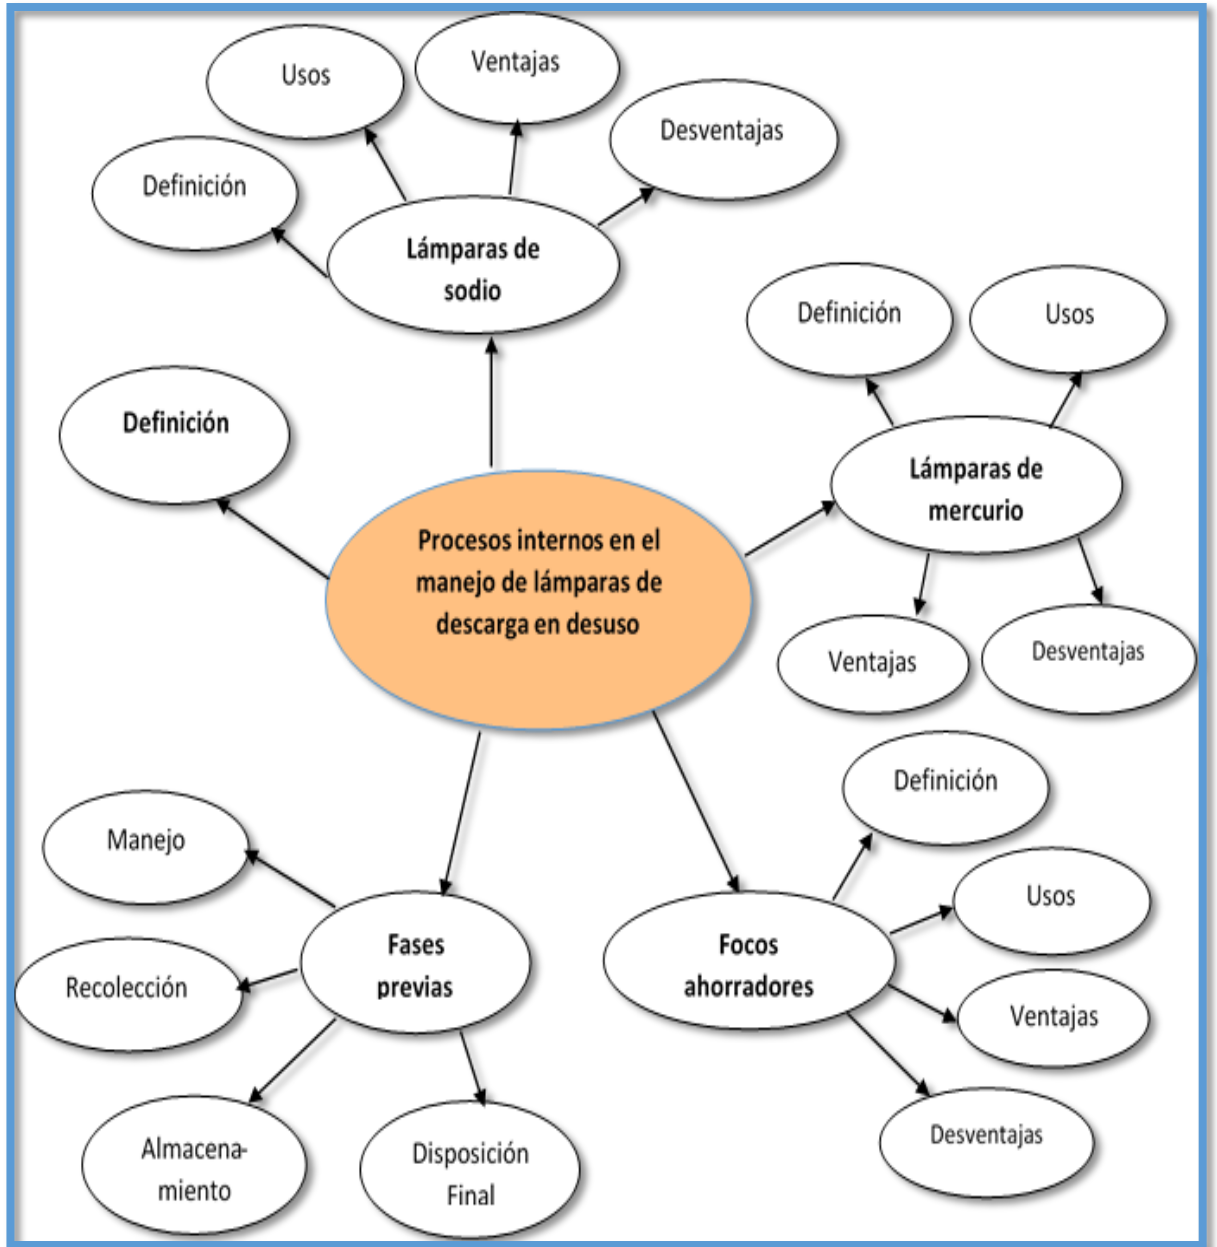 Usos
Ventajas
Desventajas
Definición
Lámparas de
sodio
Definición
Usos
Definición
Lámparas de
mercurio
Ventajas
Desventajas
Procesos internos en el
manejo de lámparas de
descarga en desuso
Manejo
Recolección
Fases
previas
Almacena-
miento
Disposición
Final
Focos
ahorradores
Definición
Usos
Ventajas
Desventajas